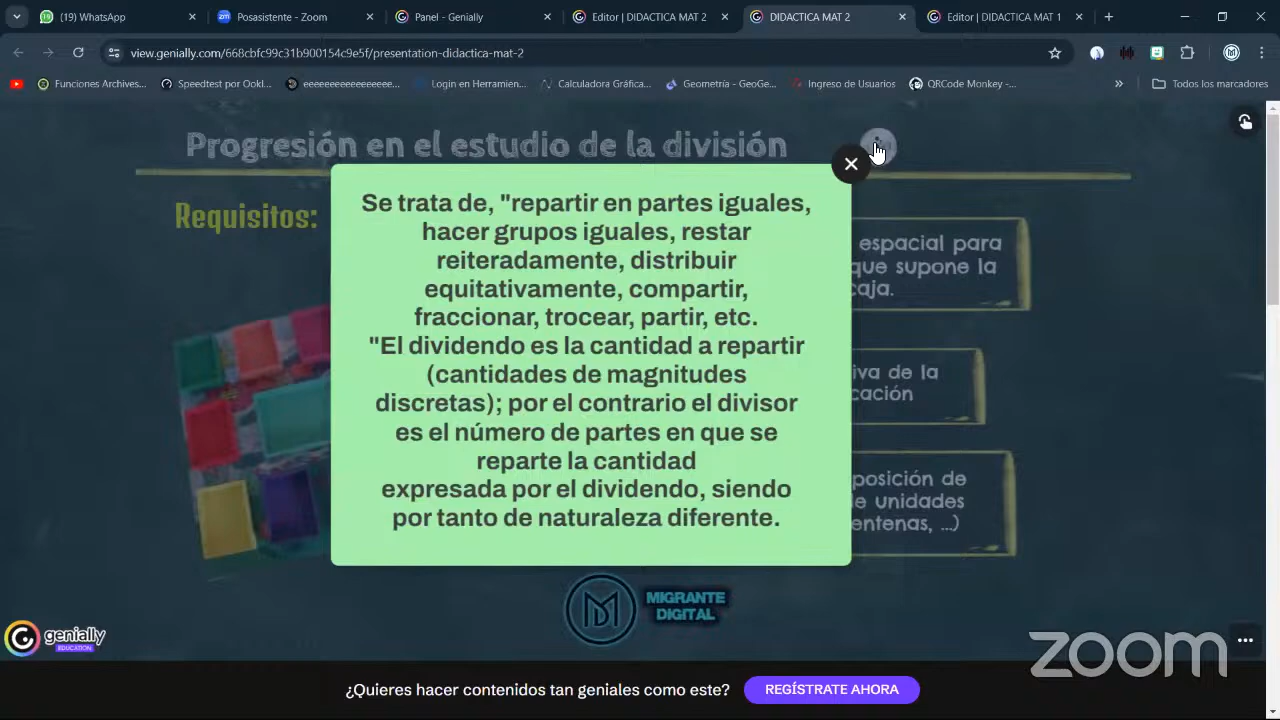 (19) WhatsApp
Posasistente - Zoom
Panel - Genially
Editor | DIDACTICA MAT 2
DIDACTICA MAT 2
Editor | DIDACTICA MAT 1
view.genially.com/668cbfc99c31b900154c9e5f/presentation-didactica-mat-2
Funciones Archives...
Speedtest por Ookl...
eeeeeeeeeeeeeee...
Login en Herramien...
Calculadora Gráfica...
Geometría — GeoGe...
Ingreso de Usuarios
QRCode Monkey -...
Todos los marcadores
Progresión en el estudio de la división
Requisitos:
Se trata de, "repartir en partes iguales,
hacer grupos iguales, restar
reiteradamente, distribuir
equitativamente, compartir,
fraccionar, trocear, partir, etc.
"El dividendo es la cantidad a repartir
(cantidades de magnitudes
discretas); por el contrario el divisor
es el número de partes en que se
reparte la cantidad
expresada por el dividendo, siendo
por tanto de naturaleza diferente.
espacial para
que supone la
caja.
iva de la
cación
posición de
e unidades
entenas, ...)
MIGRANTE
DIGITAL
genially
EDUCATION
zoom
¿Quieres hacer contenidos tan geniales como este?
REGÍSTRATE AHORA